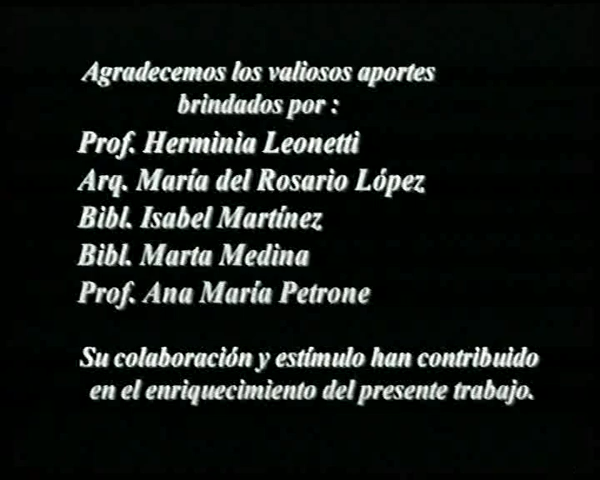 Agradecemos los valiosos aportes
brindados por :
Prof. Herminia Leonetti
Arq. María del Rosario López
Bibl. Isabel Martínez
Bibl. Marta Medina
Prof. Ana María Petrone
Su colaboración y estímulo han contribuido
en el enriquecimiento del presente trabajo.